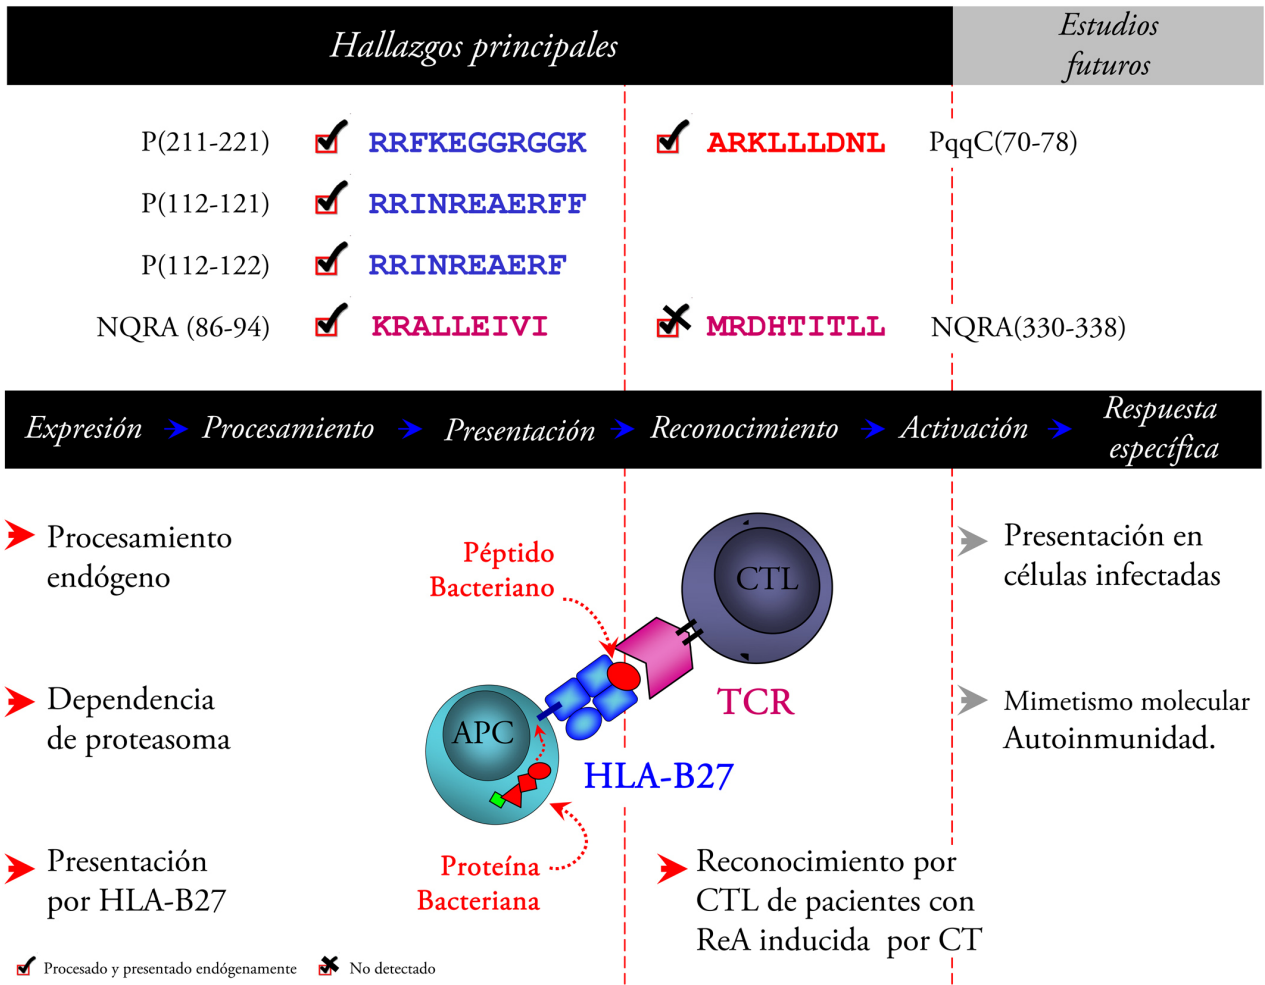 Hallazgos principales
Estudios
futuros
P(211-221) RRFKEGGRGGK ARKLLLDNL PqqC(70-78)
P(112-121) RRINREAERFF
P(112-122) RRINREAERF
NQRA (86-94) KRALLEIVI MRDHTITLL NQRA(330-338)
Expresión Procesamiento Presentación Reconocimiento Activación
Respuesta
específica
Procesamiento
endógeno
Dependencia
de proteasoma
Presentación
por HLA-B27
Péptido
Bacteriano
CTL
TCR
APC
HLA-B27
Proteína
Bacteriana
Reconocimiento por
CTL de pacientes con
ReA inducida por CT
Presentación en
células infectadas
Mimetismo molecular
Autoinmunidad.
Procesado y presentado endógenamente No detectado